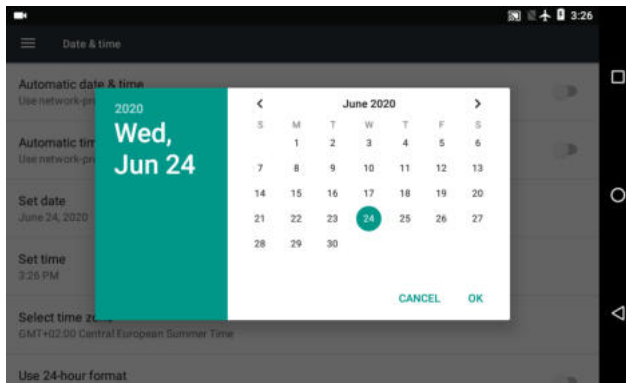 3:26
Date & time
Automatic date & time
Use network-pro
Automatic tim
Use network-pro
Set date
June 24, 2020
Set time
3:26 PM
Select time zo
GMT+02:00 Central European Summer Time
Use 24-hour format
2020
Wed,
Jun 24
June 2020
S M T W T F S
1 2 3 4 5 6
7 8 9 10 11 12 13
14 15 16 17 18 19 20
21 22 23 24 25 26 27
28 29 30
CANCEL OK